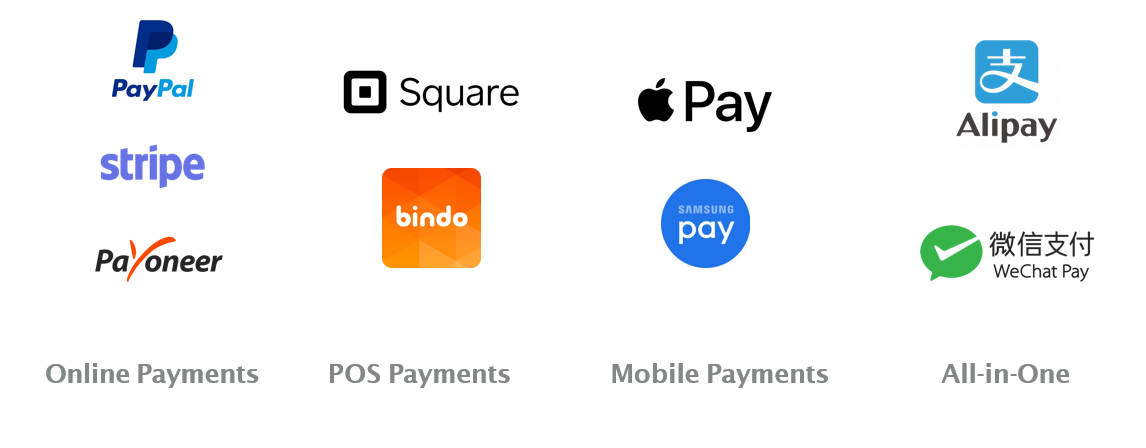 PayPal
stripe
Payoneer
Online Payments
Square
bindo
POS Payments
Pay
SAMSUNG
pay
Mobile Payments
支
Alipay
微信支付
WeChat Pay
All-in-One